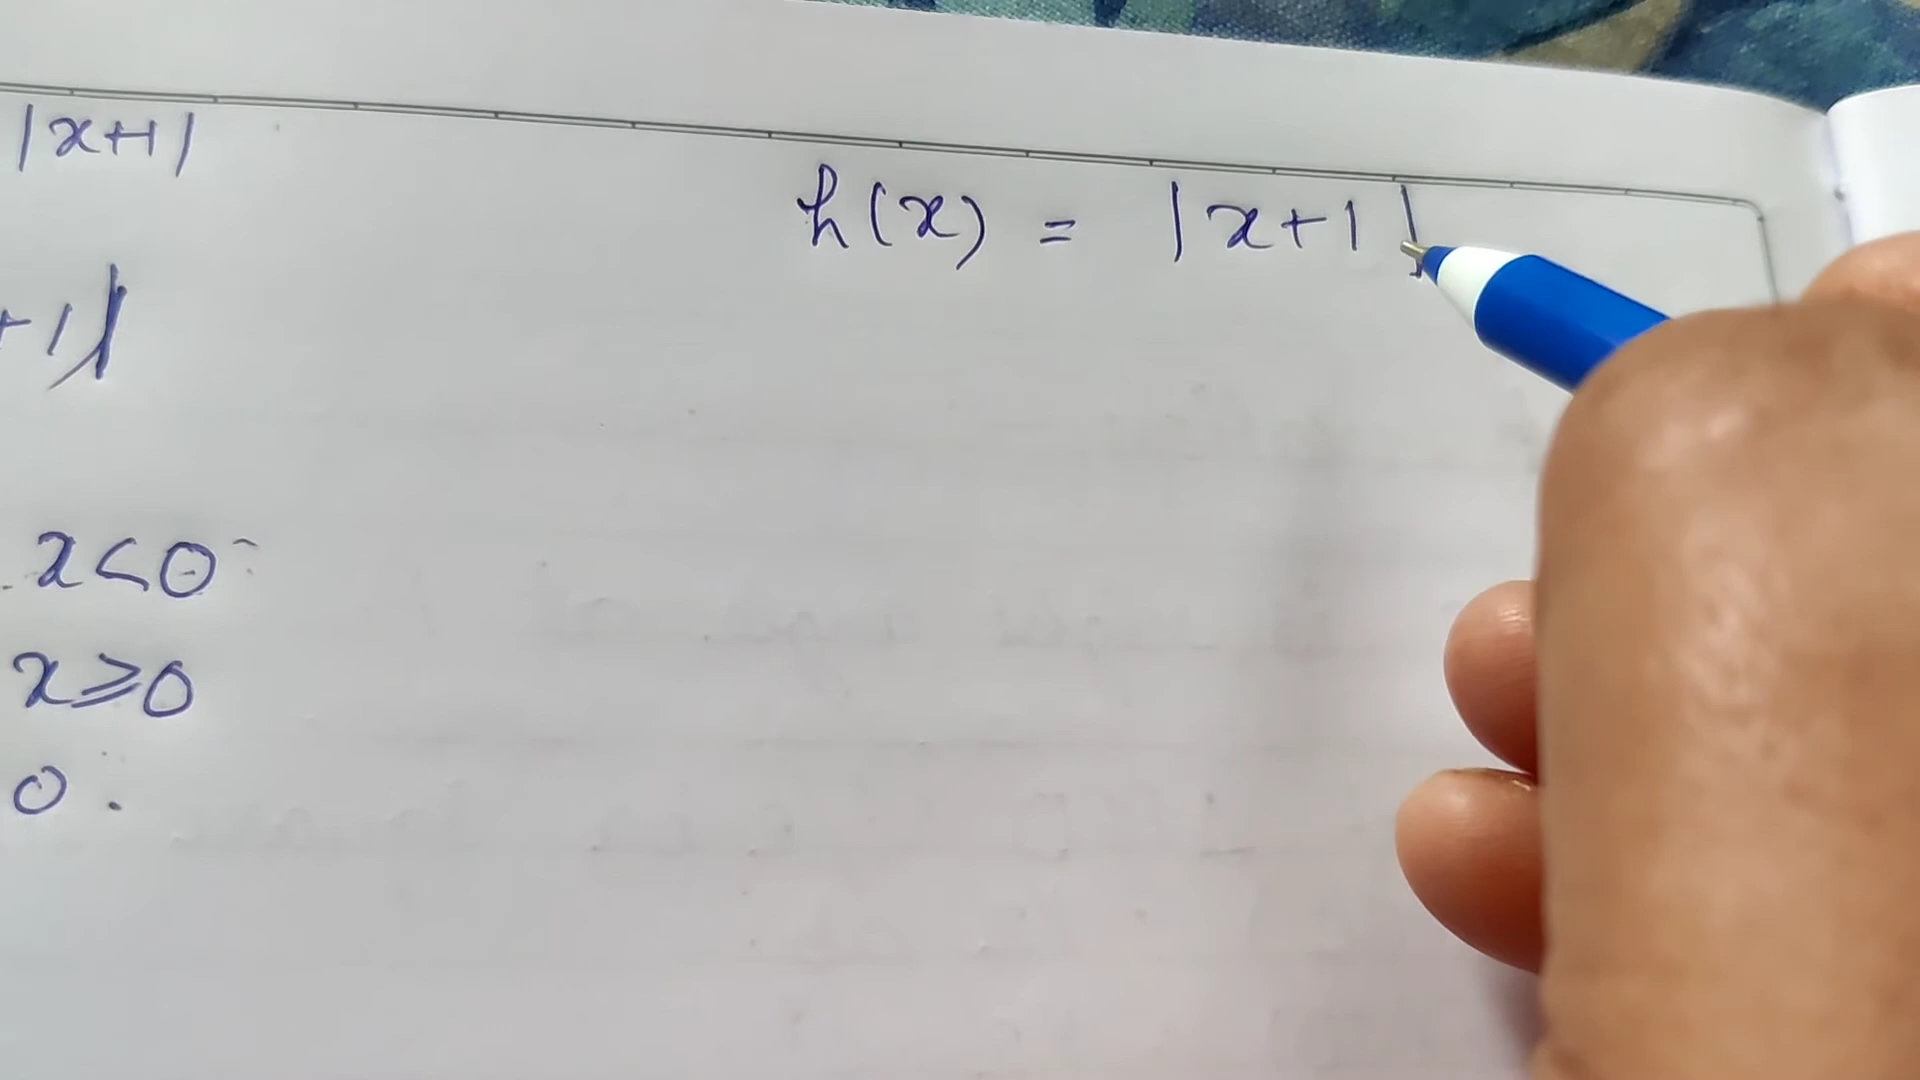 |x+1|
h(x) = |x+1|
+1)
x<0
x⩾0
0.